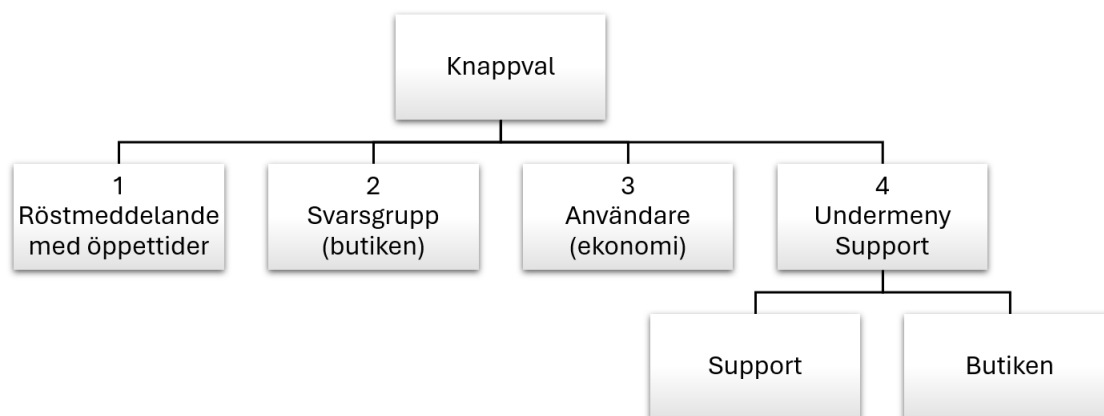 Knappval
1
Röstmeddelande
med öppettider
2
Svarsgrupp
(butiken)
3
Användare
(ekonomi)
4
Undermeny
Support
Support
Butiken